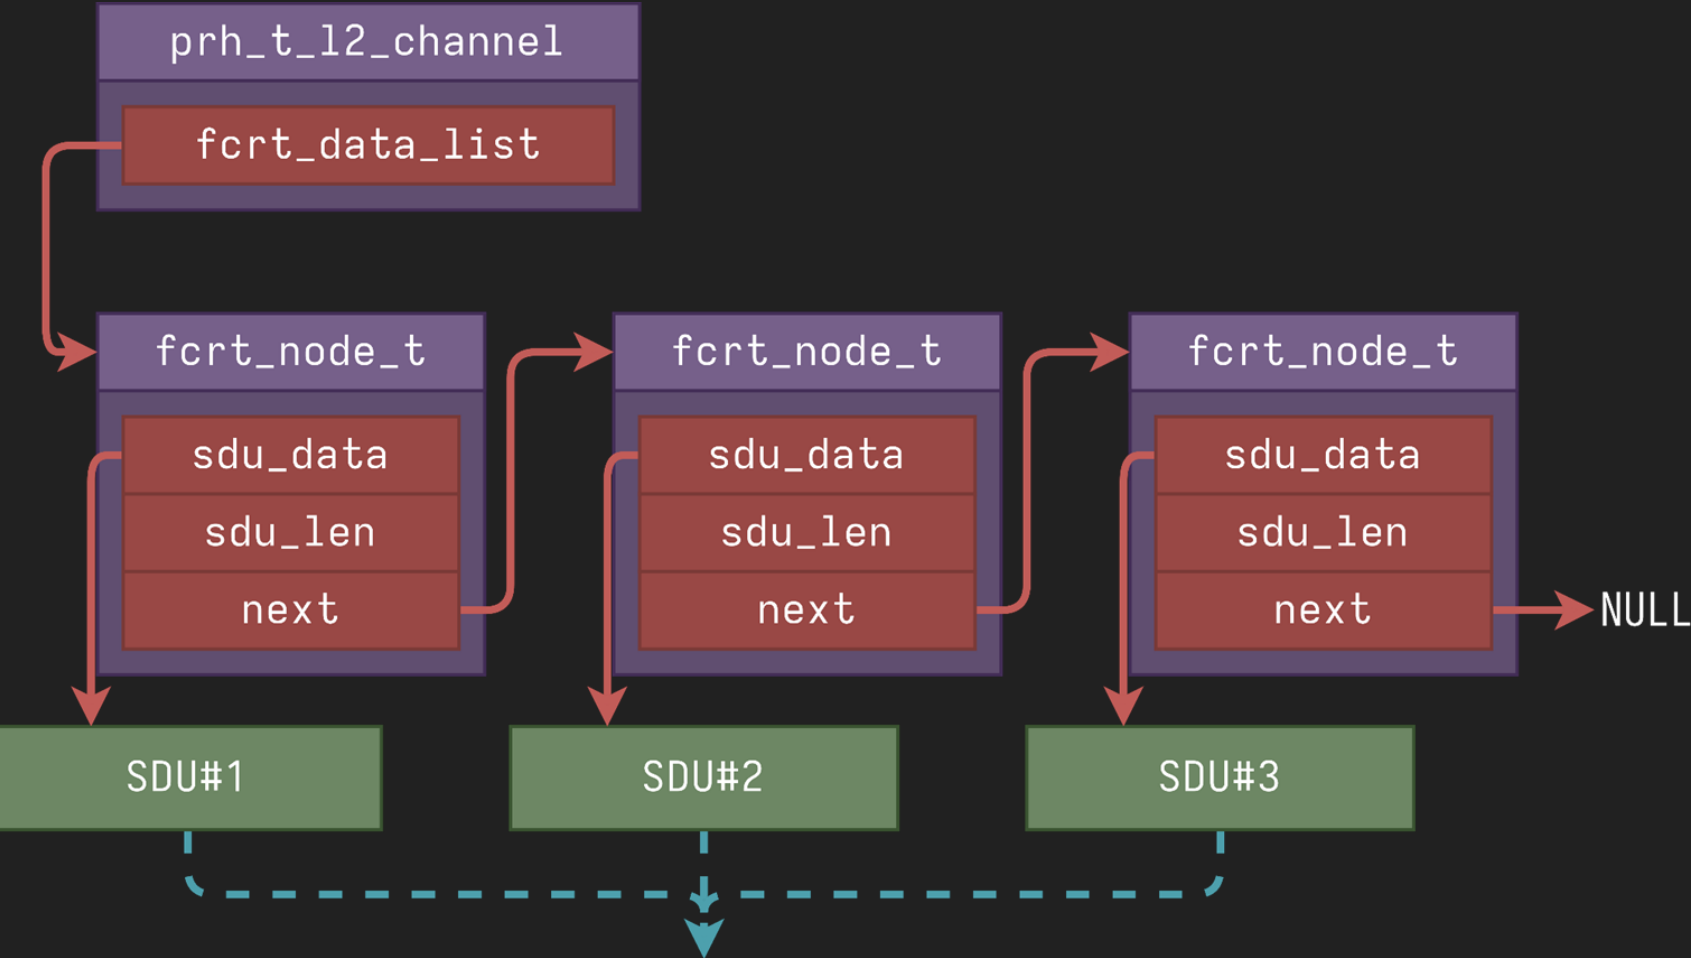 prh_t_l2_channel
fcrt_data_list
fcrt_node_t
sdu_data
sdu_len
next
fcrt_node_t
sdu_data
sdu_len
next
fcrt_node_t
sdu_data
sdu_len
next
NULL
SDU#1
SDU#2
SDU#3